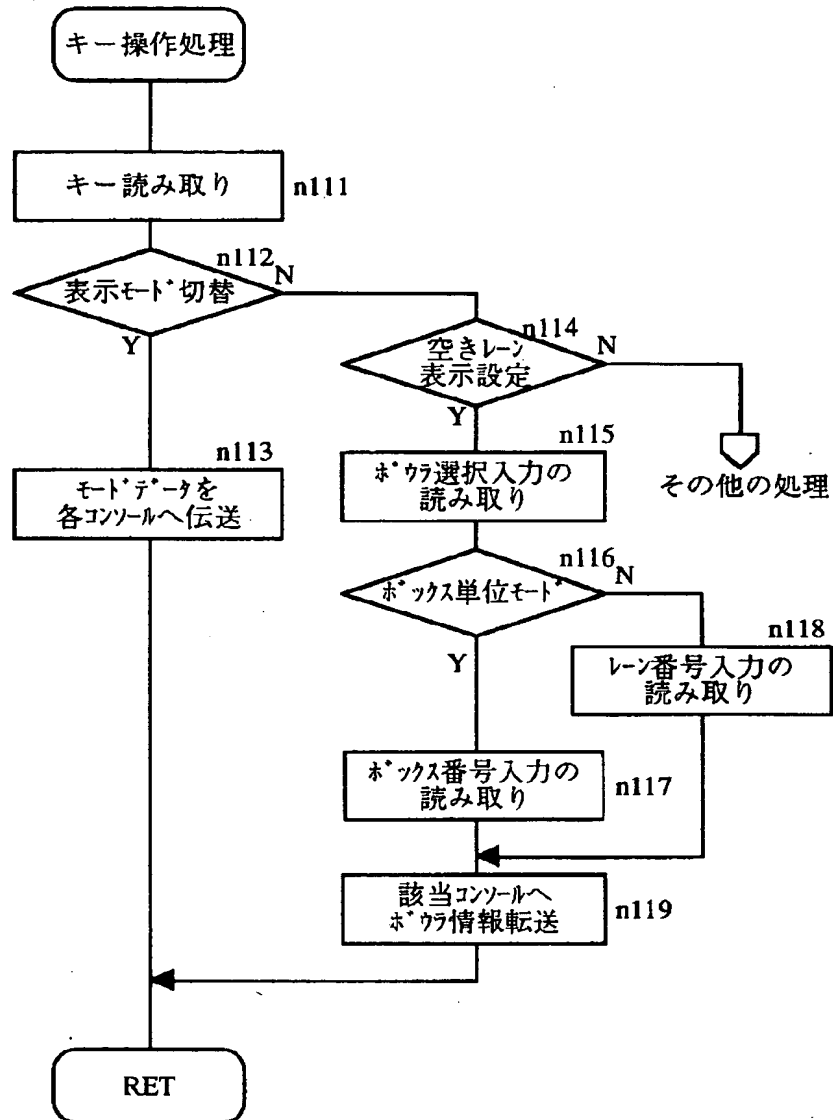 キー操作処理
キー読み取り
n111
n112
表示ﾓｰﾄﾞ切替
N
Y
n113
ﾓｰﾄﾞﾃﾞｰﾀを
各ｺﾝｿｰﾙへ伝送
n114
空きﾚｰﾝ
表示設定
N
Y
その他の処理
n115
ﾎﾞｳﾗ選択入力の
読み取り
n116
ﾎﾞｯｸｽ単位ﾓｰﾄﾞ
N
Y
n118
ﾚｰﾝ番号入力の
読み取り
ﾎﾞｯｸｽ番号入力の
読み取り
n117
該当ｺﾝｿｰﾙへ
ﾎﾞｳﾗ情報転送
n119
RET